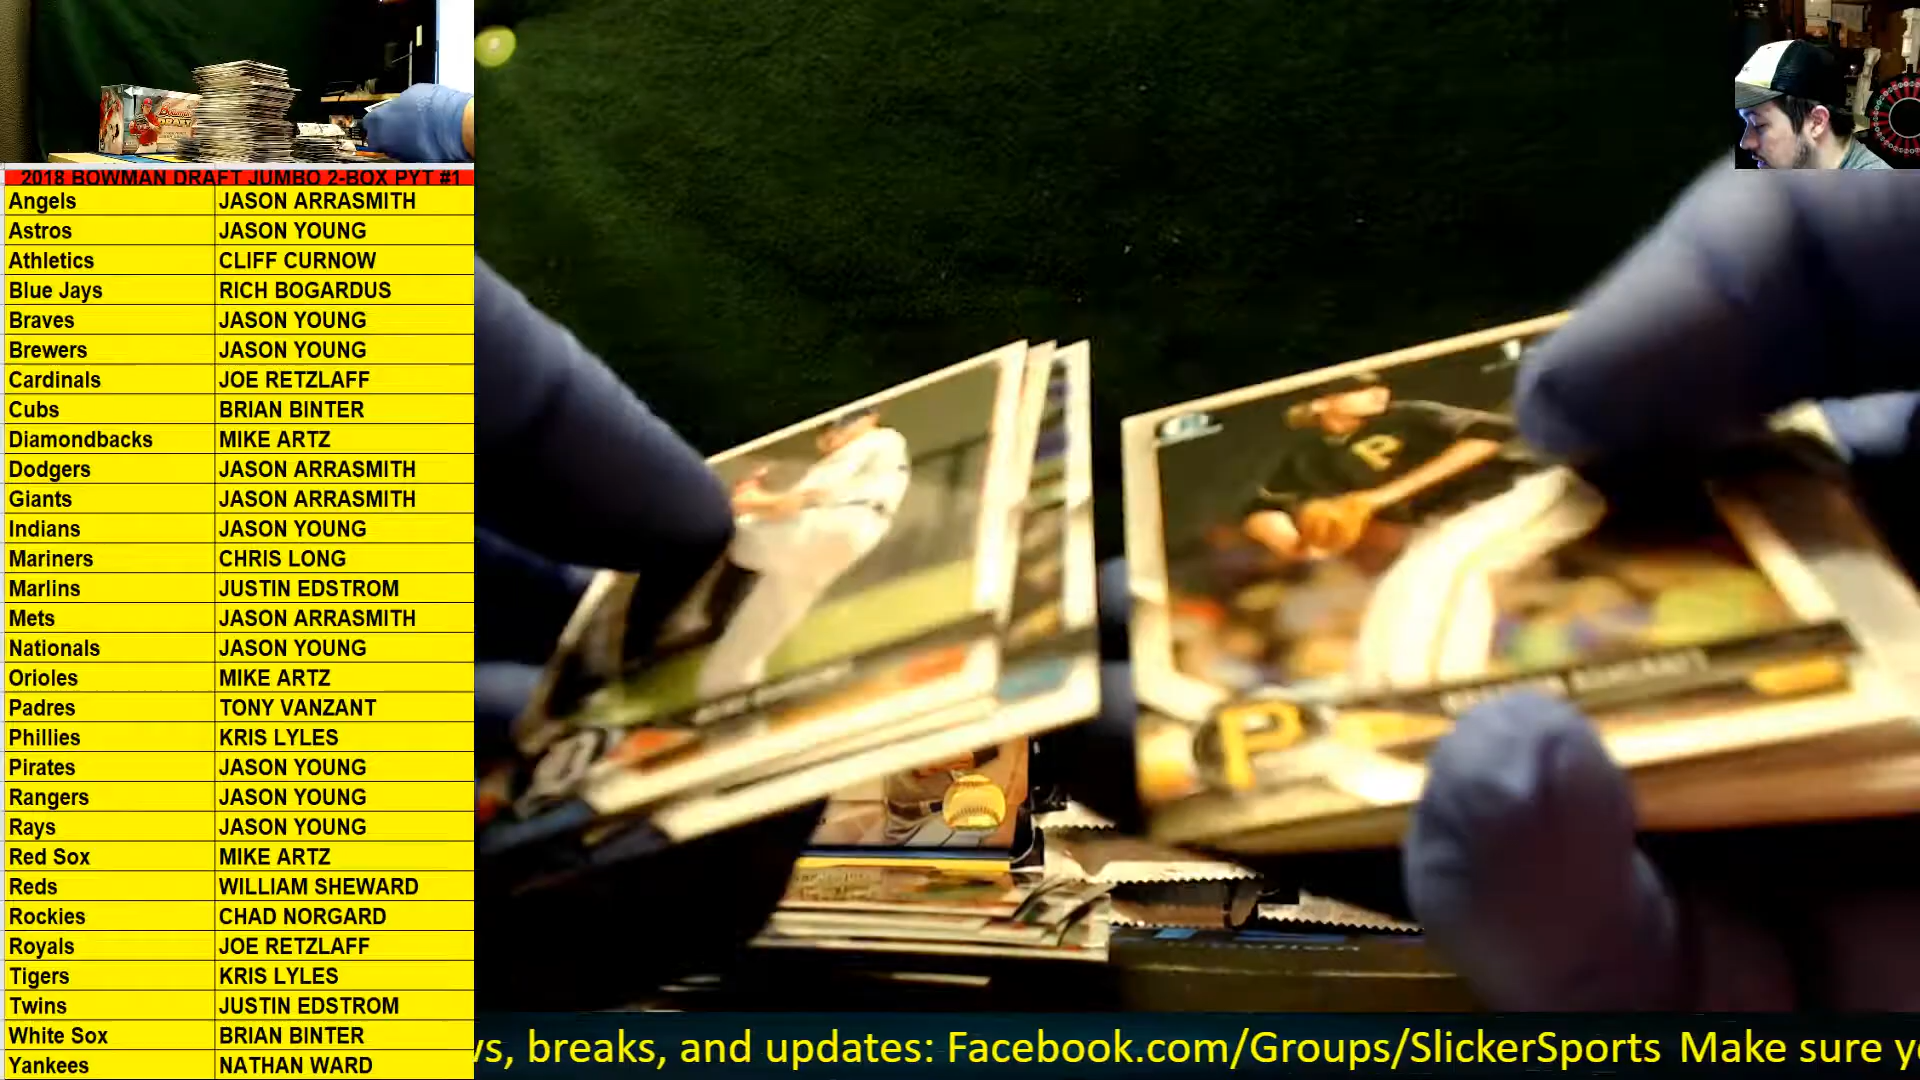 2018 BOWMAN DRAFT JUMBO 2-BOX PYT #1
Angels JASON ARRASMITH
Astros JASON YOUNG
Athletics CLIFF CURNOW
Blue Jays RICH BOGARDUS
Braves JASON YOUNG
Brewers JASON YOUNG
Cardinals JOE RETZLAFF
Cubs BRIAN BINTER
Diamondbacks MIKE ARTZ
Dodgers JASON ARRASMITH
Giants JASON ARRASMITH
Indians JASON YOUNG
Mariners CHRIS LONG
Marlins JUSTIN EDSTROM
Mets JASON ARRASMITH
Nationals JASON YOUNG
Orioles MIKE ARTZ
Padres TONY VANZANT
Phillies KRIS LYLES
Pirates JASON YOUNG
Rangers JASON YOUNG
Rays JASON YOUNG
Red Sox MIKE ARTZ
Reds WILLIAM SHEWARD
Rockies CHAD NORGARD
Royals JOE RETZLAFF
Tigers KRIS LYLES
Twins JUSTIN EDSTROM
White Sox BRIAN BINTER
Yankees NATHAN WARD
P
P
breaks, and updates: Facebook.com/Groups/SlickerSports Make sure